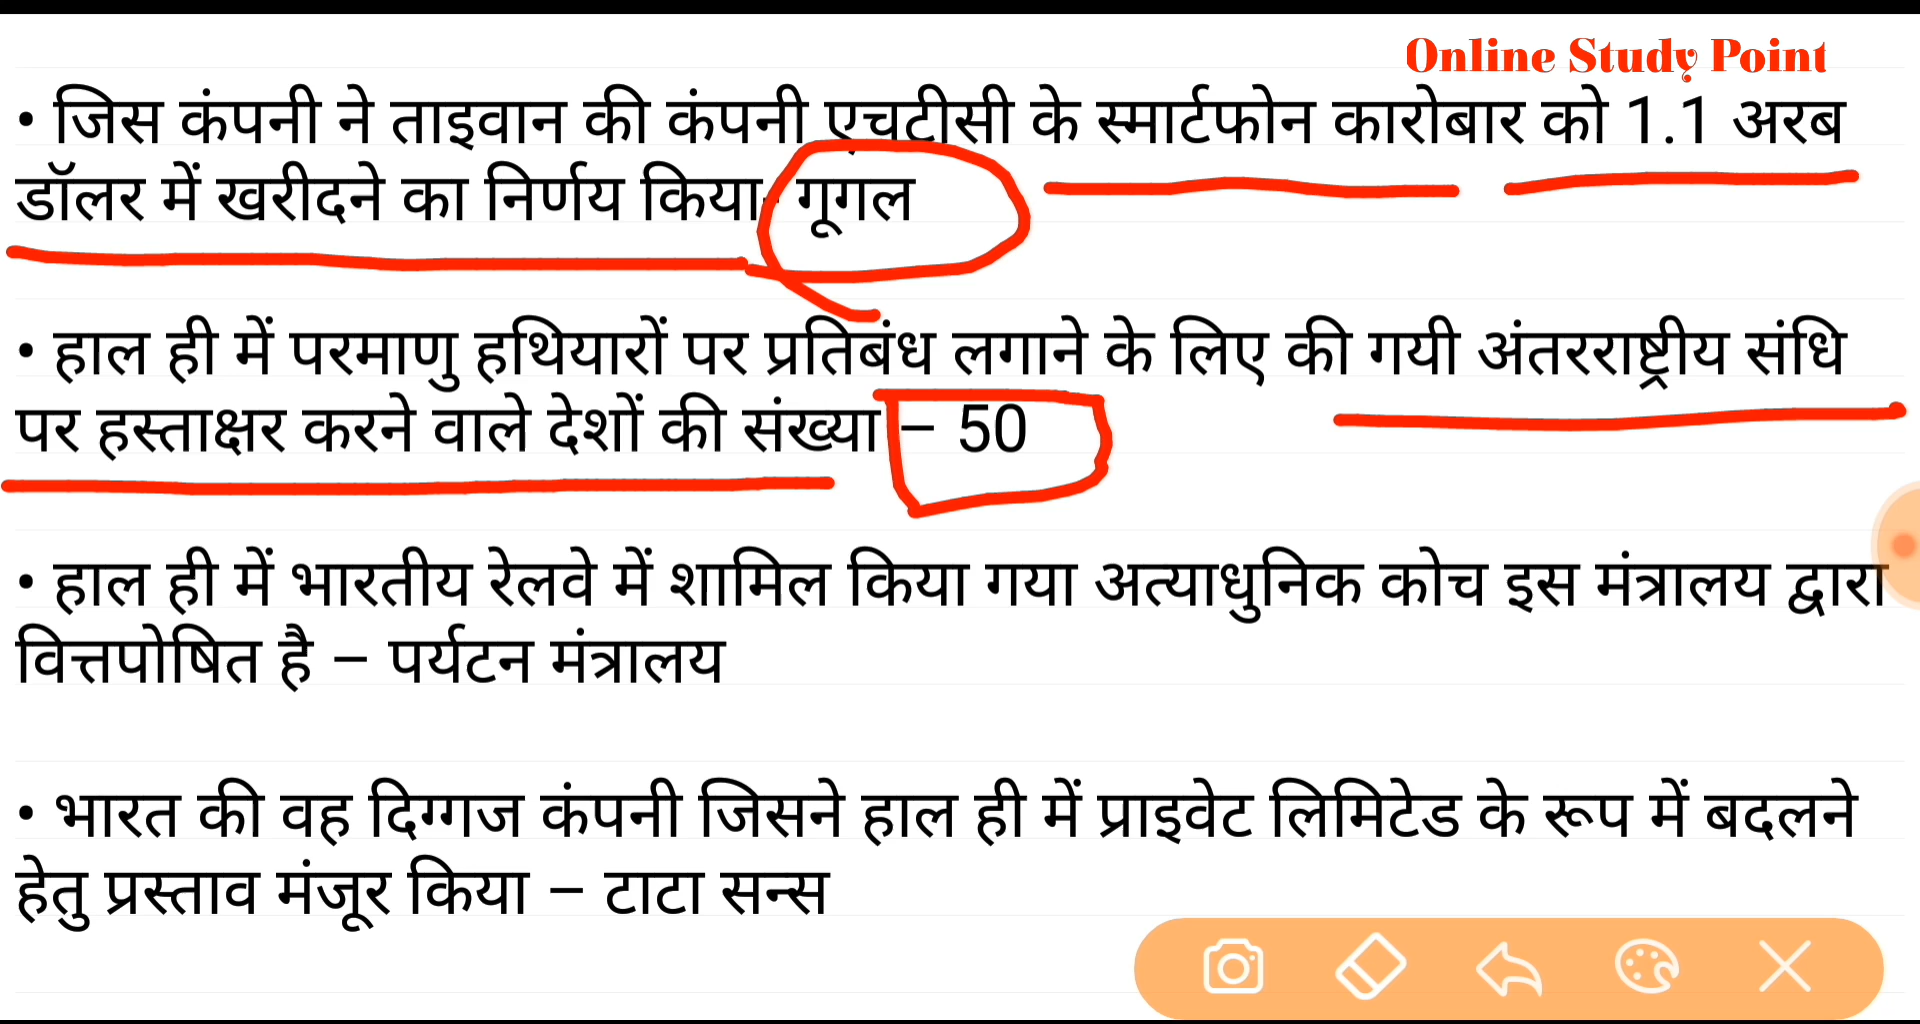 Online Study Point
• जिस कंपनी ने ताइवान की कंपनी एचटीसी के स्मार्टफोन कारोबार को 1.1 अरब
डॉलर में खरीदने का निर्णय किया- गूगल
• हाल ही में परमाणु हथियारों पर प्रतिबंध लगाने के लिए की गयी अंतरराष्ट्रीय संधि
पर हस्ताक्षर करने वाले देशों की संख्या – 50
• हाल ही में भारतीय रेलवे में शामिल किया गया अत्याधुनिक कोच इस मंत्रालय द्वारा
वित्तपोषित है – पर्यटन मंत्रालय
• भारत की वह दिग्गज कंपनी जिसने हाल ही में प्राइवेट लिमिटेड के रूप में बदलने
हेतु प्रस्ताव मंजूर किया – टाटा सन्स